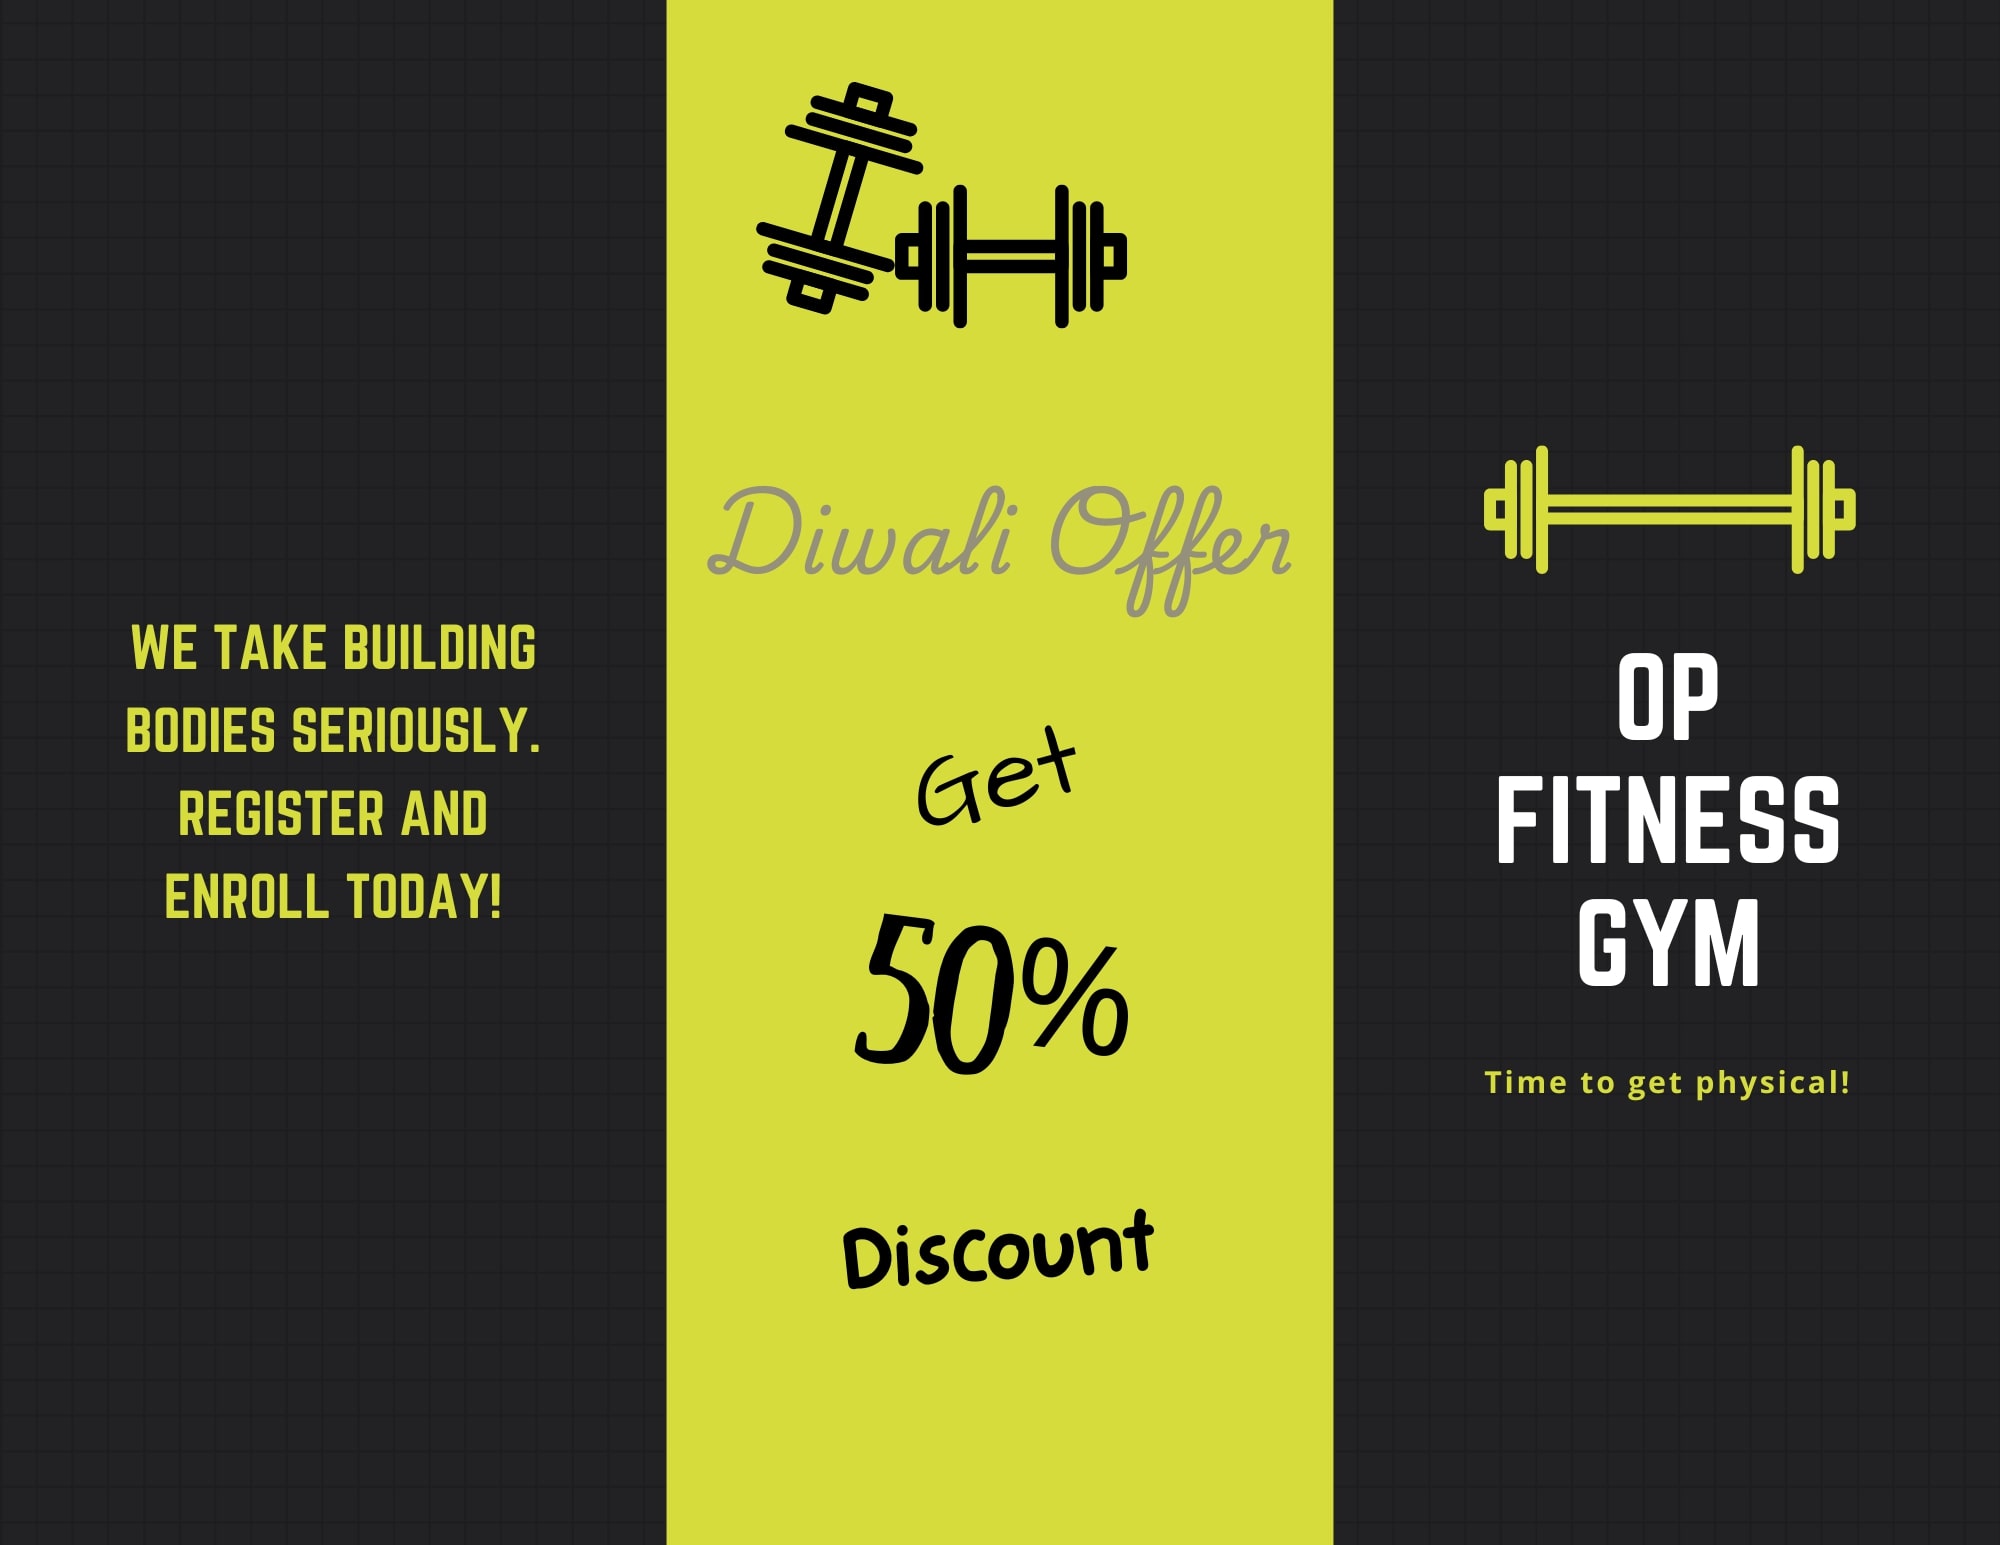 WE TAKE BUILDING
BODIES SERIOUSLY.
REGISTER AND
ENROLL TODAY!
Diwali Offer
Get
50%
Discount
OP
FITNESS
GYM
Time to get physical!